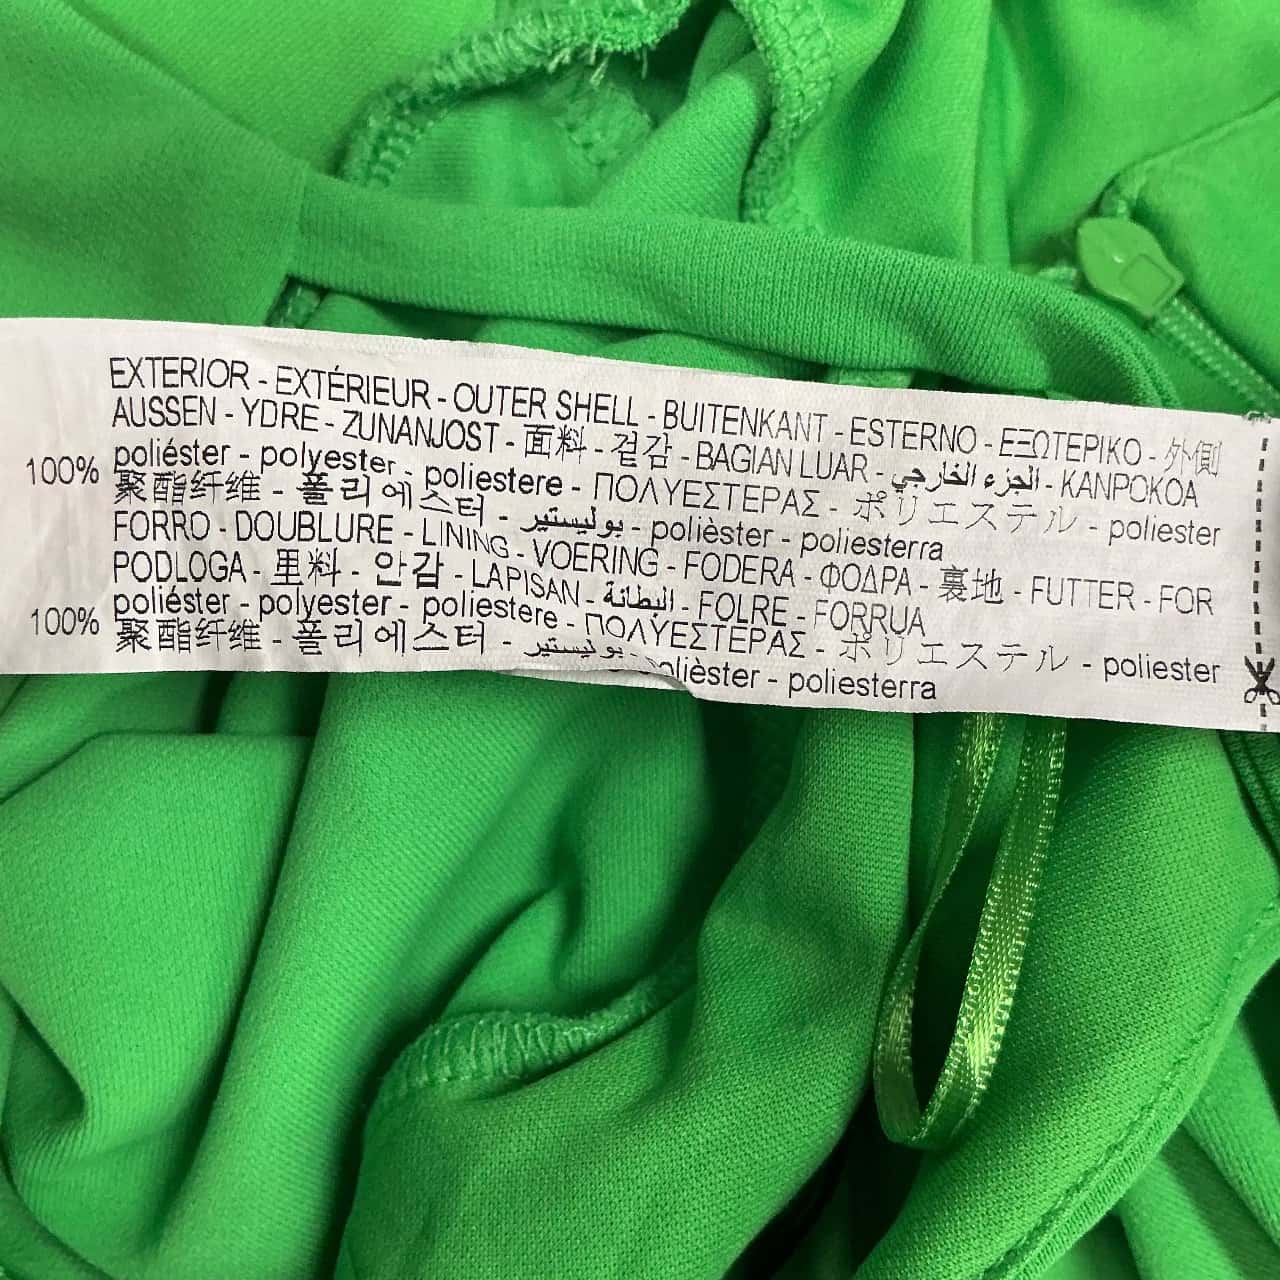 EXTERIOR - EXTÉRIEUR - OUTER SHELL - BUITENKANT - ESTERNO - ΕΞΩΤΕΡΙΚΟ - 外側
AUSSEN - YDRE - ZUNANJOST - 面料 - 겉감 - BAGIAN LUAR - الجزء الخارجي - KANPOKOA
100% poliéster - polyester - poliestere - ΠΟΛΥΕΣΤΕΡΑΣ - ポリエステル - poliester
聚酯纤维 - 폴리에스터 - بوليستير - polièster - poliesterra
FORRO - DOUBLURE - LINING - VOERING - FODERA - ΦΟΔΡΑ - 裏地 - FUTTER - FOR
PODLOGA - 里料 - 안감 - LAPISAN - البطانة - FOLRE - FORRUA
100% poliéster - polyester - poliestere - ΠΟΛΥΕΣΤΕΡΑΣ - ポリエステル - poliester
聚酯纤维 - 폴리에스터 - بوليستير - polièster - poliesterra